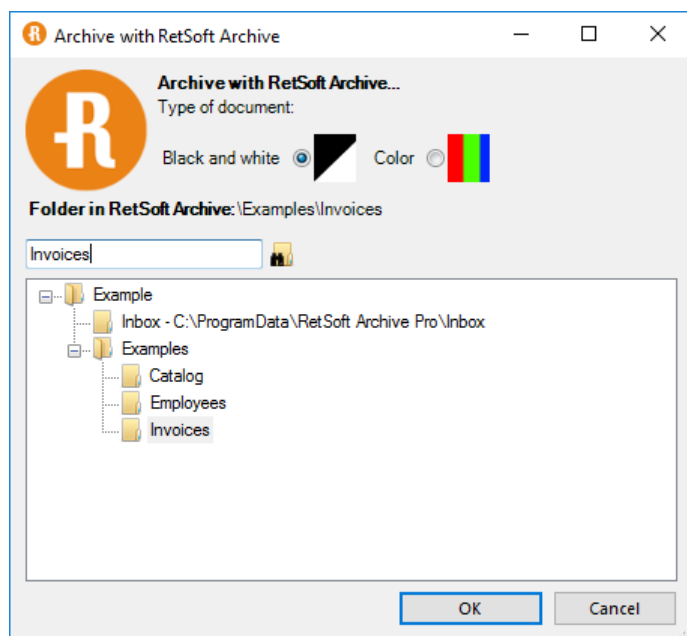 Archive with RetSoft Archive
Archive with RetSoft Archive...
Type of document:
Black and white Color
Folder in RetSoft Archive: \Examples\Invoices
Invoices
Example
Inbox - C:\ProgramData\RetSoft Archive Pro\Inbox
Examples
Catalog
Employees
Invoices
OK Cancel